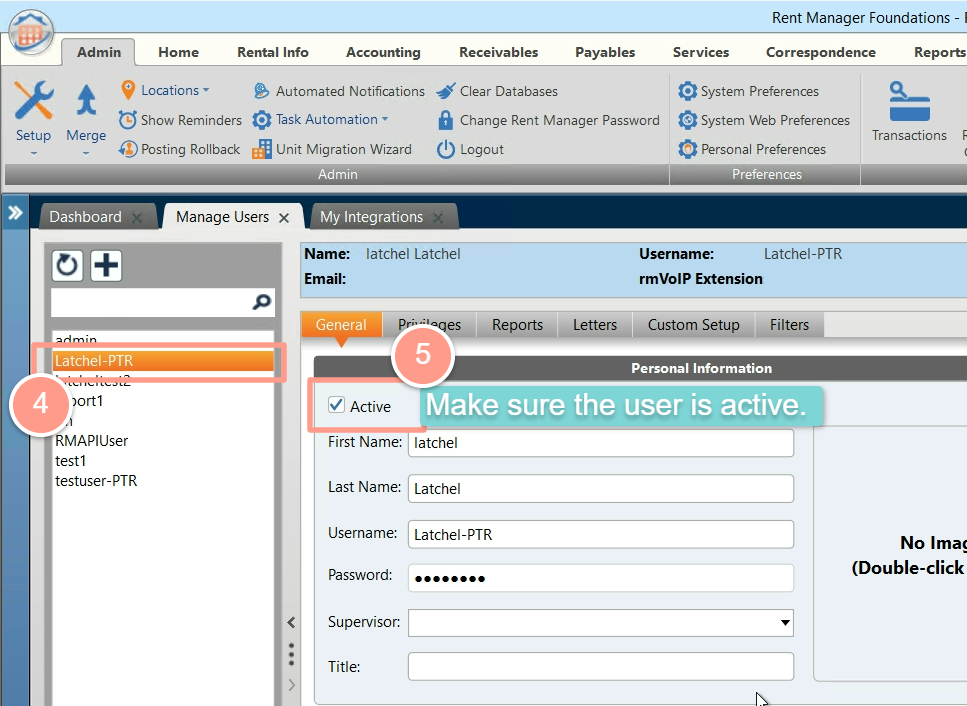 Rent Manager Foundations -
Admin Home Rental Info Accounting Receivables Payables Services Correspondence Reports
Locations Automated Notifications Clear Databases System Preferences
Show Reminders Task Automation Change Rent Manager Password System Web Preferences
Setup Merge Transactions
Posting Rollback Unit Migration Wizard Logout Personal Preferences
Admin Preferences
Dashboard Manage Users My Integrations
Name: latchel Latchel Username: Latchel-PTR
Email: rmVoIP Extension
General Privileges Reports Letters Custom Setup Filters
admin
Latchel-PTR
5
Personal Information
latcheltest2
4
Active
Make sure the user is active.
RMAPIUser
First Name: latchel
test1
testuser-PTR
Last Name: Latchel
Username: Latchel-PTR
No
(Double-click
Password: ●●●●●●●●
Supervisor:
Title: